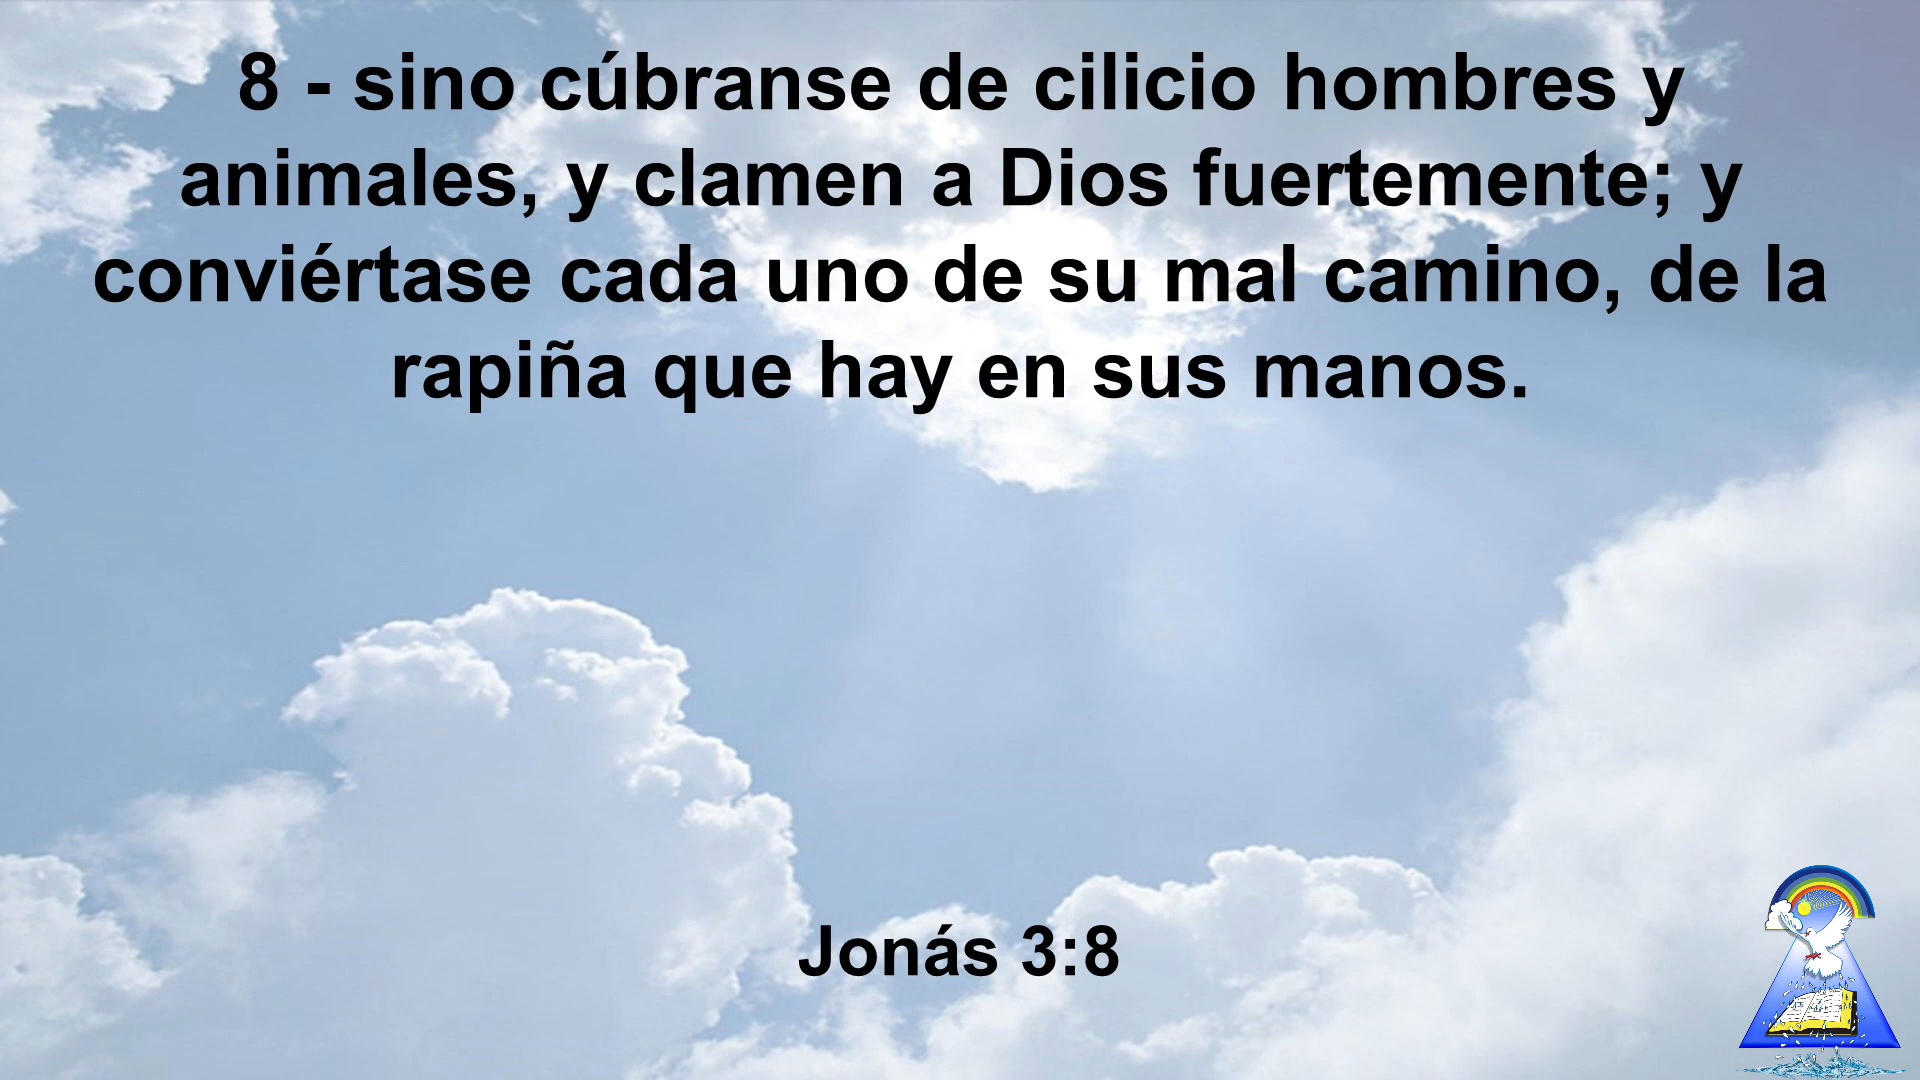 8 - sino cúbranse de cilicio hombres y
animales, y clamen a Dios fuertemente; y
conviértase cada uno de su mal camino, de la
rapiña que hay en sus manos.
Jonás 3:8